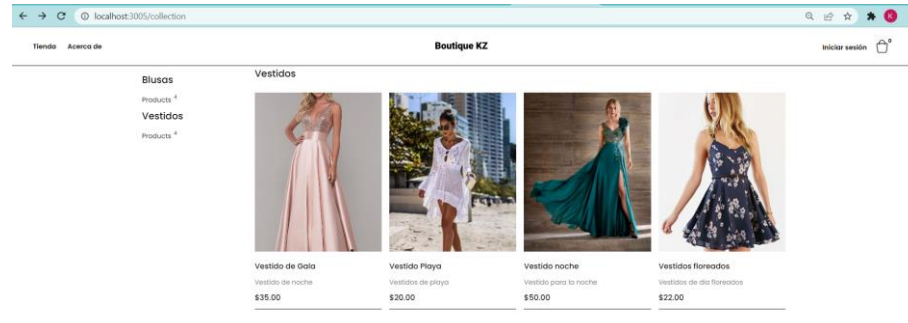 localhost:3005/collection
K
Tienda Acerca de Boutique KZ Iniciar sesión 0
Blusas
Products 4
Vestidos
Products 4
Vestidos
Vestido de Gala
Vestido de noche
$35.00
Vestido Playa
Vestidos de playa
$20.00
Vestido noche
Vestido para la noche
$50.00
Vestidos floreados
Vestidos de dia floreados
$22.00